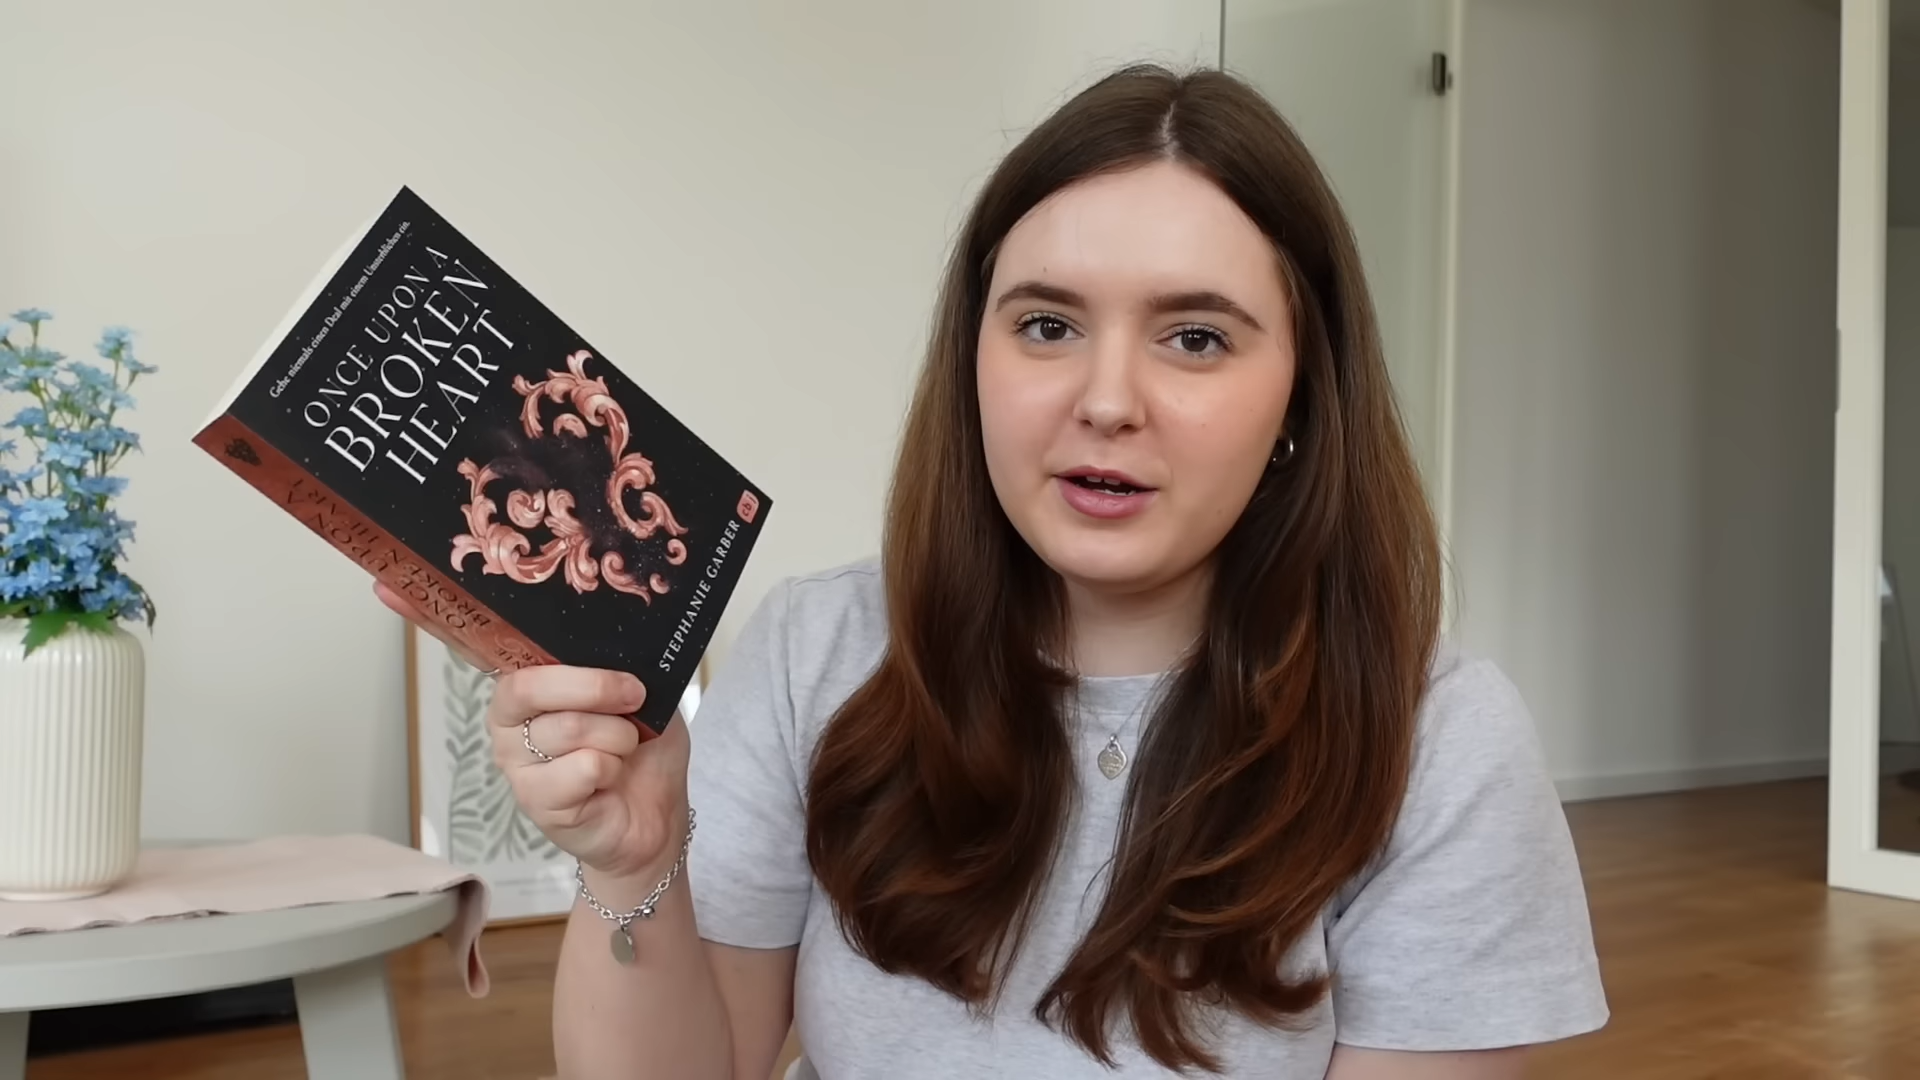 Gehe niemals einen Deal mit einem Unsterblichen ein.
ONCE UPON A
BROKEN
HEART
STEPHANIE GARBER
cbj
ONCE UPON A
BROKEN HEART